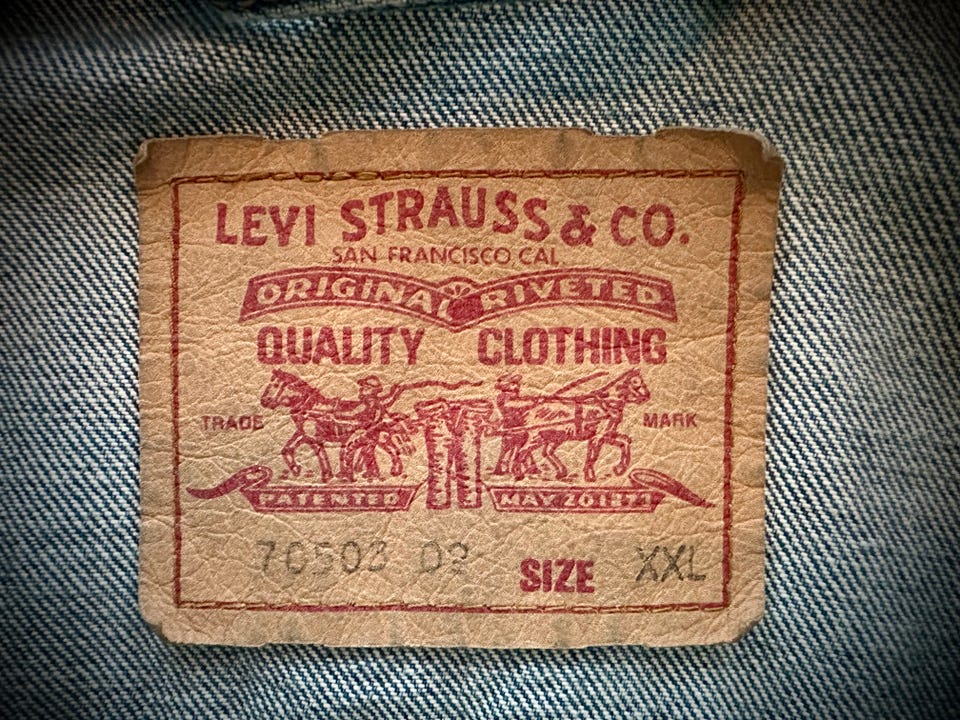 LEVI STRAUSS & CO.
SAN FRANCISCO, CAL.
ORIGINAL RIVETED
QUALITY CLOTHING
TRADE MARK
PATENTED MAY 20 1873
70503 02
SIZE XXL